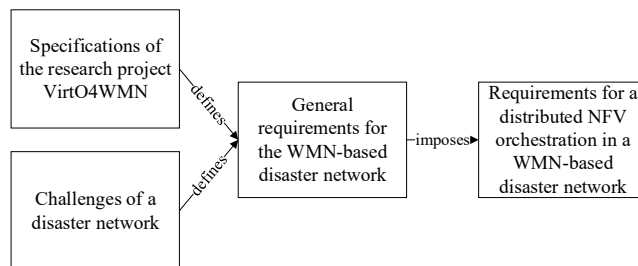 Specifications of
the research project
VirtO4WMN
defines
Challenges of a
disaster network
defines
General
requirements for
the WMN-based
disaster network
imposes
Requirements for a
distributed NFV
orchestration in a
WMN-based
disaster network